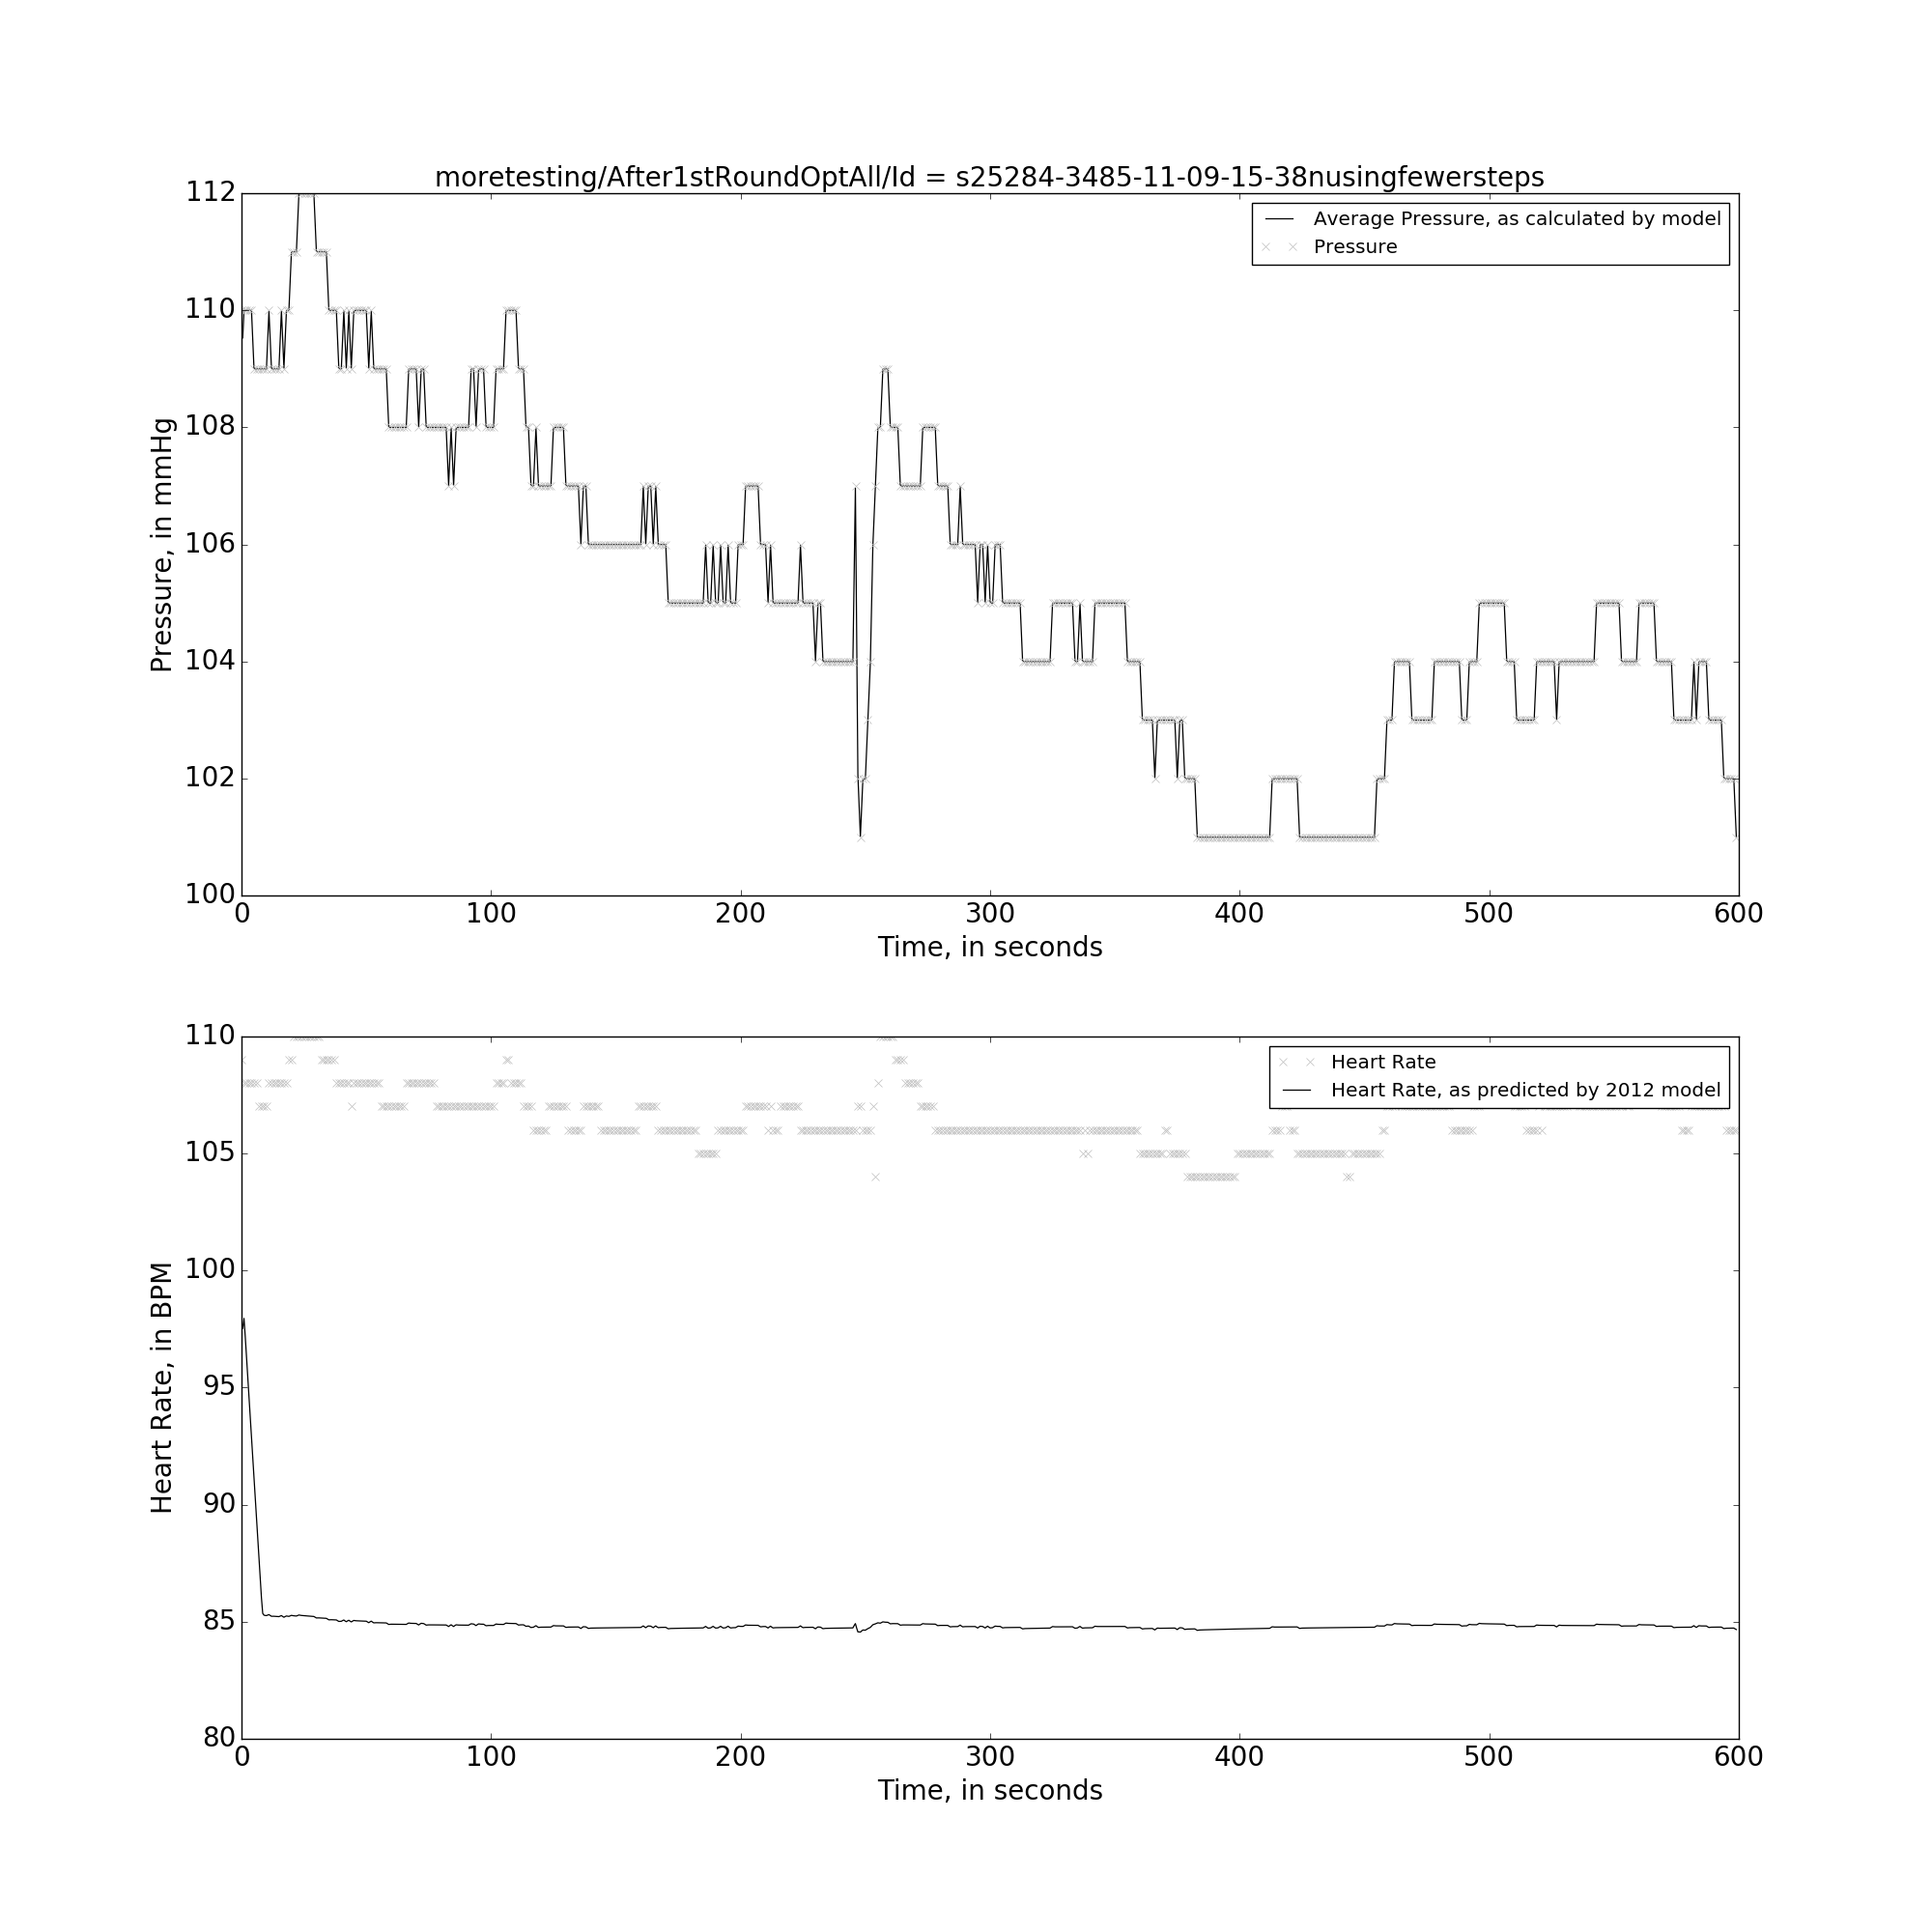 moretesting/After1stRoundOptAll/Id = s25284-3485-11-09-15-38nusingfewersteps
112
110
108
106
104
102
100
Pressure, in mmHg
Average Pressure, as calculated by model
Pressure
0 100 200 300 400 500 600
Time, in seconds
110
105
100
95
90
85
80
Heart Rate, in BPM
Heart Rate
Heart Rate, as predicted by 2012 model
0 100 200 300 400 500 600
Time, in seconds